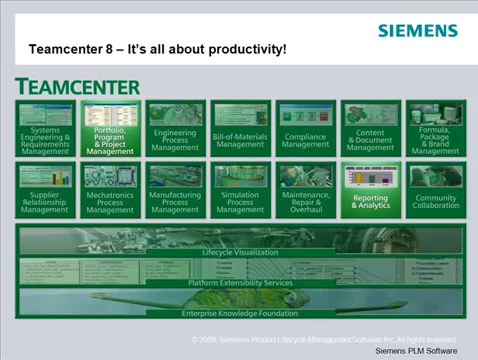 SIEMENS
Teamcenter 8 – It's all about productivity!
TEAMCENTER
Systems
Engineering &
Requirements
Management
Portfolio,
Program
& Project
Management
Engineering
Process
Management
Bill-of-Materials
Management
Compliance
Management
Content
& Document
Management
Formula,
Package
& Brand
Management
Supplier
Relationship
Management
Mechatronics
Process
Management
Manufacturing
Process
Management
Simulation
Process
Management
Maintenance,
Repair &
Overhaul
Reporting
& Analytics
Community
Collaboration
Lifecycle Visualization
Platform Extensibility Services
Enterprise Knowledge Foundation
© 2009. Siemens Product Lifecycle Management Software Inc. All rights reserved
Siemens PLM Software